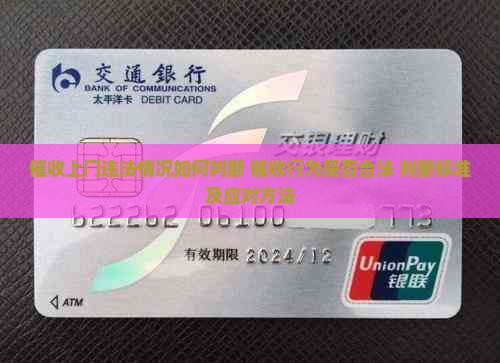 交通銀行
BANK OF COMMUNICATIONS
太平洋卡 DEBIT CARD
交银理财
催收上门违法情况如何判断 催收行为是否合法 判断标准
及应对方法
622262 06100
有效期限 2024/12
UnionPay
银联
ATM